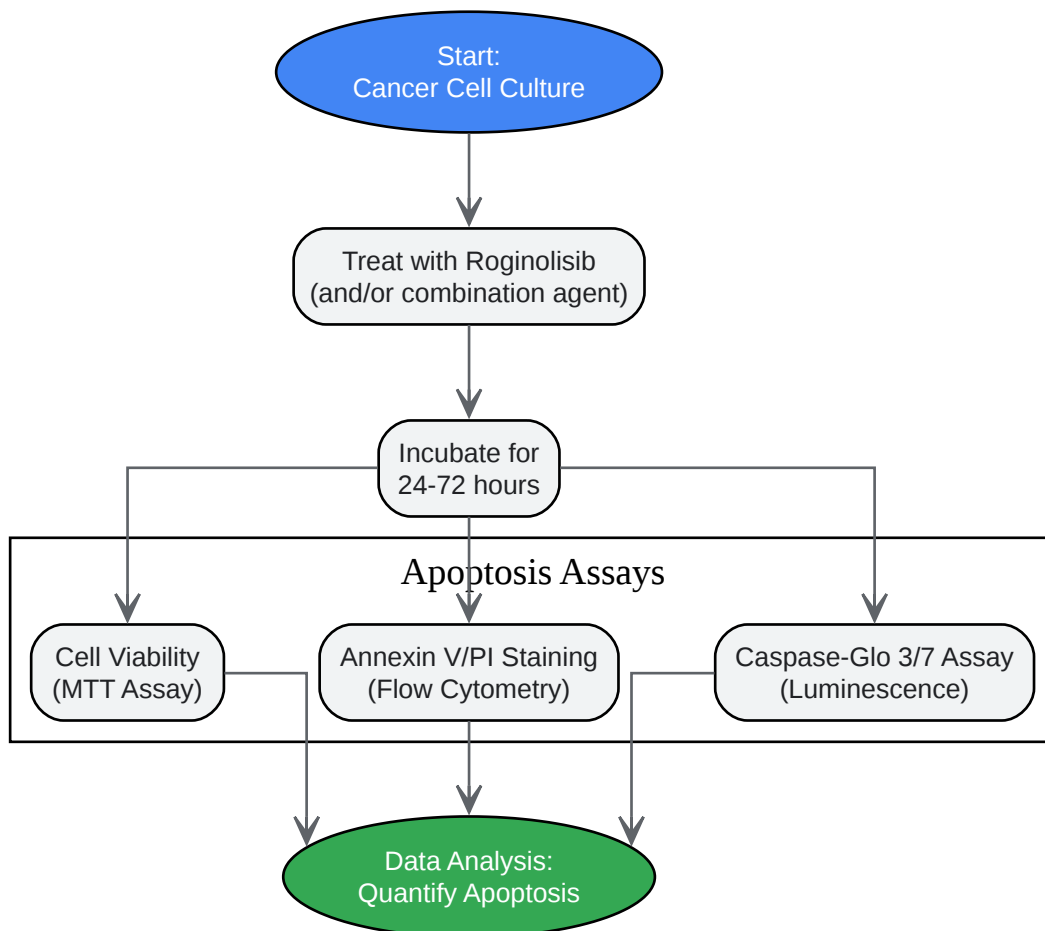 Start:
Cancer Cell Culture
Treat with Roginolisib
(and/or combination agent)
Incubate for
24-72 hours
Apoptosis Assays
Cell Viability
(MTT Assay)
Annexin V/PI Staining
(Flow Cytometry)
Caspase-Glo 3/7 Assay
(Luminescence)
Data Analysis:
Quantify Apoptosis